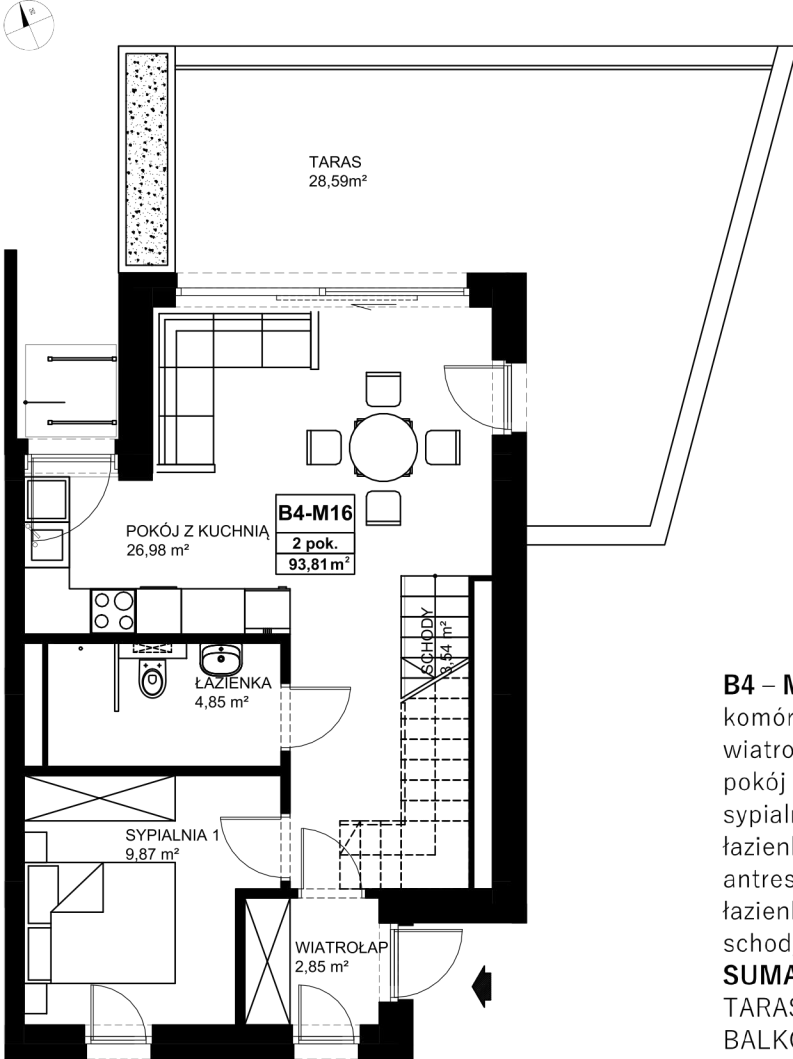 TARAS
28,59m²
POKÓJ Z KUCHNIĄ
26,98 m²
B4-M16
2 pok.
93,81m²
SCHODY
3,54 m²
ŁAZIENKA
4,85 m²
SYPIALNIA 1
9,87 m²
WIATROŁAP
2,85 m²
B4 –
komór
wiatro
pokój
sypialn
łazienk
antres
łazienk
schod
SUMA
TARAS
BALKO